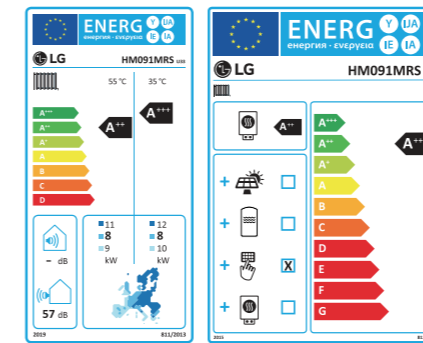 ENERG Y IJA
енергия · ενεργεια IE IA
LG
HM091MRS U33
55 °C 35 °C
A+++
A++
A+
A
B
C
D
A++
A+++
– dB
57 dB
11 12
8 8
9 10
kW kW
2019 811/2013
ENERG Y IJA
енергия · ενεργεια IE IA
LG
HM091MRS
A++
+
+
+ X
+
A+++
A++
A+
A
B
C
D
E
F
G
A++
2015